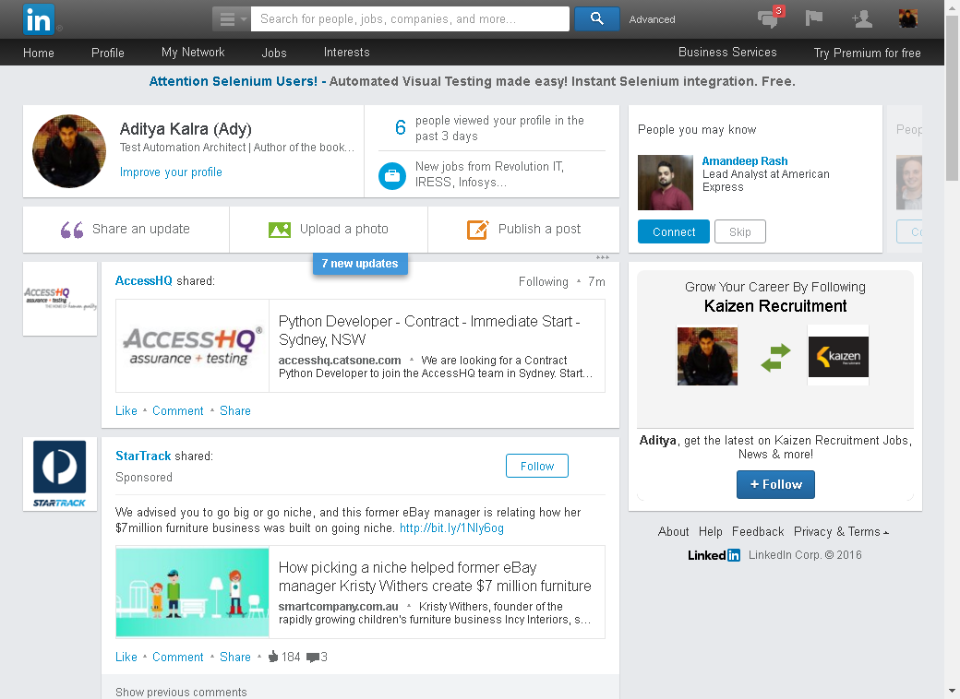 in
Search for people, jobs, companies, and more...
Advanced
3
Home
Profile
My Network
Jobs
Interests
Business Services
Try Premium for free
Attention Selenium Users! - Automated Visual Testing made easy! Instant Selenium integration. Free.
Aditya Kalra (Ady)
Test Automation Architect | Author of the book...
Improve your profile
6
people viewed your profile in the
past 3 days
New jobs from Revolution IT,
IRESS, Infosys...
People you may know
Amandeep Rash
Lead Analyst at American
Express
Connect
Skip
Share an update
Upload a photo
Publish a post
7 new updates
ACCESSHQ
assurance + testing
AccessHQ shared:
Following • 7m
ACCESSHQ®
assurance + testing
Python Developer - Contract - Immediate Start -
Sydney, NSW
accesshq.catsone.com • We are looking for a Contract
Python Developer to join the AccessHQ team in Sydney. Start...
Like • Comment • Share
STARTRACK
StarTrack shared:
Sponsored
Follow
We advised you to go big or go niche, and this former eBay manager is relating how her
$7million furniture business was built on going niche. http://bit.ly/1Nly6og
How picking a niche helped former eBay
manager Kristy Withers create $7 million furniture
smartcompany.com.au • Kristy Withers, founder of the
rapidly growing children's furniture business Incy Interiors, s...
Like • Comment • Share • 184 3
Show previous comments
Grow Your Career By Following
Kaizen Recruitment
kaizen
Aditya, get the latest on Kaizen Recruitment Jobs,
News & more!
+ Follow
About Help Feedback Privacy & Terms
Linked in LinkedIn Corp. © 2016